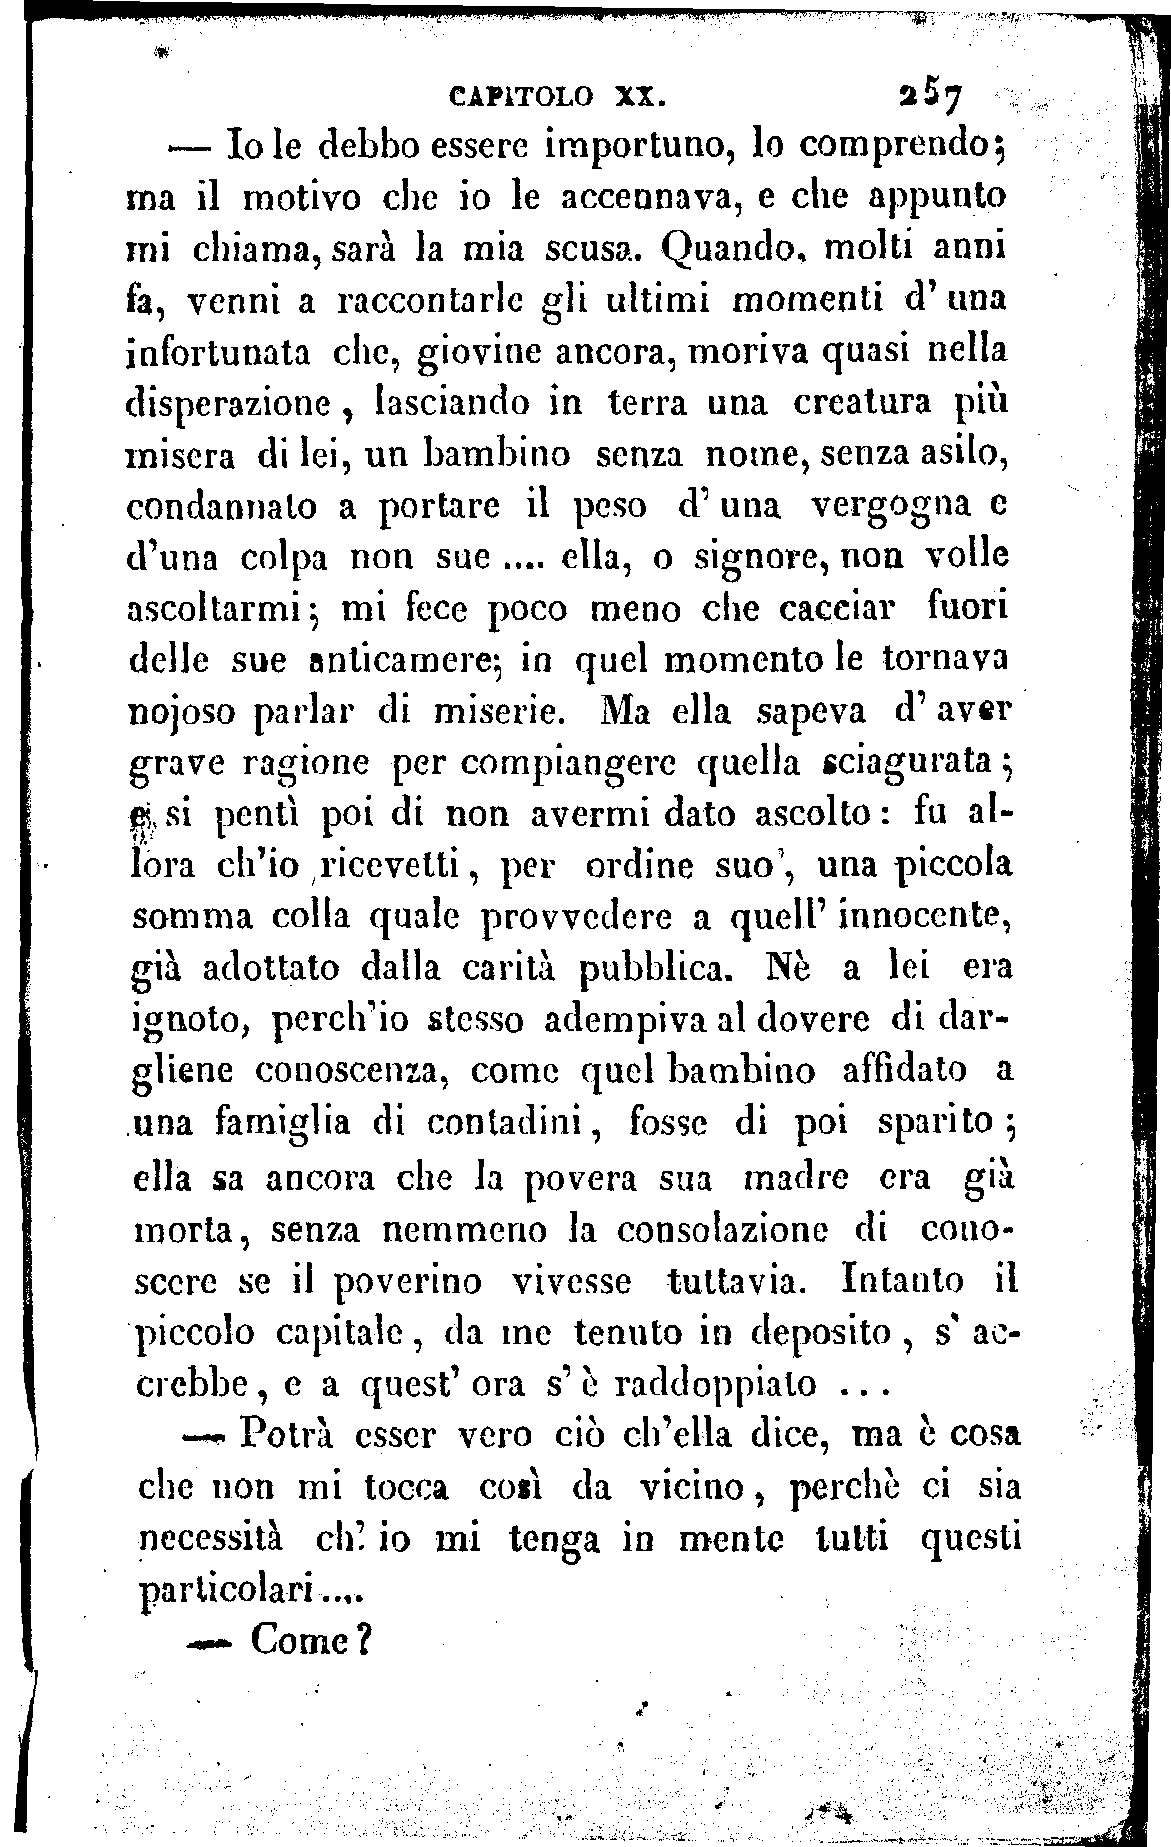 CAPITOLO XX. 257
— Io le debbo essere importuno, lo comprendo;
ma il motivo che io le accennava, e che appunto
mi chiama, sarà la mia scusa. Quando, molti anni
fa, venni a raccontarle gli ultimi momenti d' una
infortunata che, giovine ancora, moriva quasi nella
disperazione, lasciando in terra una creatura più
misera di lei, un bambino senza nome, senza asilo,
condannato a portare il peso d' una vergogna e
d'una colpa non sue .... ella, o signore, non volle
ascoltarmi; mi fece poco meno che cacciar fuori
delle sue anticamere; in quel momento le tornava
nojoso parlar di miserie. Ma ella sapeva d' aver
grave ragione per compiangere quella sciagurata;
e si pentì poi di non avermi dato ascolto: fu al-
lora ch'io ricevetti, per ordine suo, una piccola
somma colla quale provvedere a quell' innocente,
già adottato dalla carità pubblica. Nè a lei era
ignoto, perch'io stesso adempiva al dovere di dar-
gliene conoscenza, come quel bambino affidato a
una famiglia di contadini, fosse di poi sparito;
ella sa ancora che la povera sua madre era già
morta, senza nemmeno la consolazione di cono-
scere se il poverino vivesse tuttavia. Intanto il
piccolo capitale, da me tenuto in deposito, s' ac-
crebbe, e a quest' ora s' è raddoppiato ...
— Potrà esser vero ciò ch'ella dice, ma è cosa
che non mi tocca così da vicino, perchè ci sia
necessità ch' io mi tenga in mente tutti questi
particolari....
— Come?